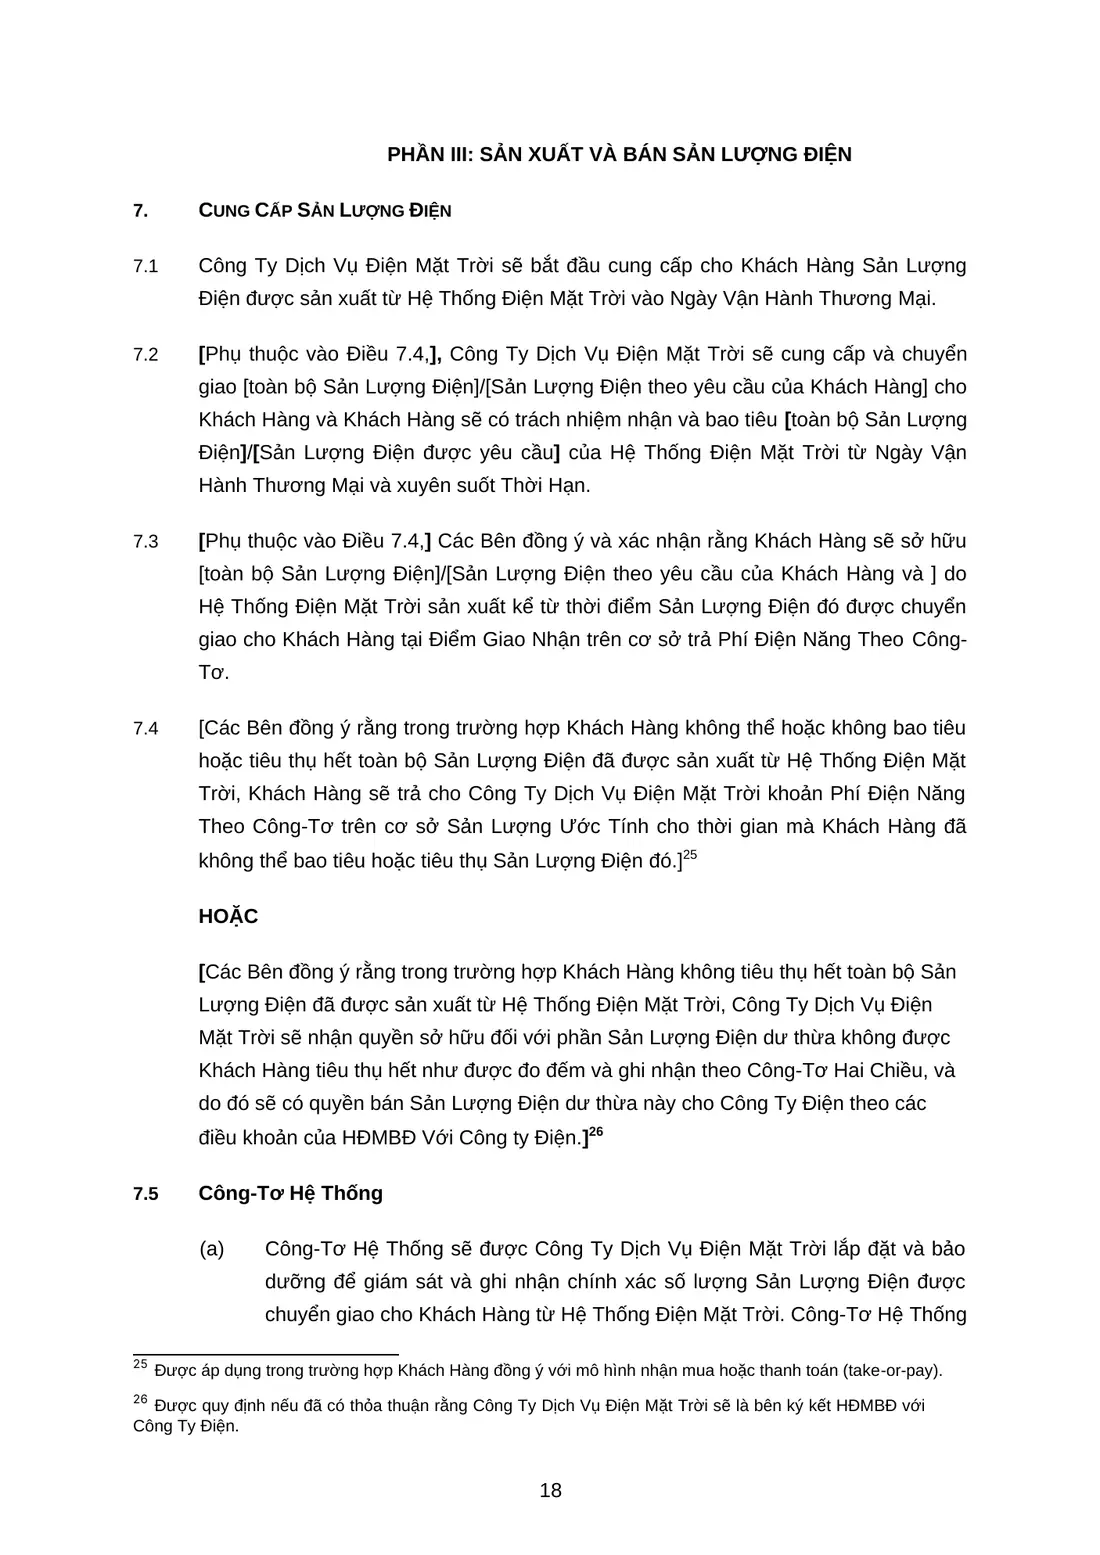 PHẦN III: SẢN XUẤT VÀ BÁN SẢN LƯỢNG ĐIỆN
7. CUNG CẤP SẢN LƯỢNG ĐIỆN
7.1 Công Ty Dịch Vụ Điện Mặt Trời sẽ bắt đầu cung cấp cho Khách Hàng Sản Lượng
Điện được sản xuất từ Hệ Thống Điện Mặt Trời vào Ngày Vận Hành Thương Mại.
7.2 [Phụ thuộc vào Điều 7.4,], Công Ty Dịch Vụ Điện Mặt Trời sẽ cung cấp và chuyển
giao [toàn bộ Sản Lượng Điện]/[Sản Lượng Điện theo yêu cầu của Khách Hàng] cho
Khách Hàng và Khách Hàng sẽ có trách nhiệm nhận và bao tiêu [toàn bộ Sản Lượng
Điện]/[Sản Lượng Điện được yêu cầu] của Hệ Thống Điện Mặt Trời từ Ngày Vận
Hành Thương Mại và xuyên suốt Thời Hạn.
7.3 [Phụ thuộc vào Điều 7.4,] Các Bên đồng ý và xác nhận rằng Khách Hàng sẽ sở hữu
[toàn bộ Sản Lượng Điện]/[Sản Lượng Điện theo yêu cầu của Khách Hàng và ] do
Hệ Thống Điện Mặt Trời sản xuất kể từ thời điểm Sản Lượng Điện đó được chuyển
giao cho Khách Hàng tại Điểm Giao Nhận trên cơ sở trả Phí Điện Năng Theo Công-
Tơ.
7.4 [Các Bên đồng ý rằng trong trường hợp Khách Hàng không thể hoặc không bao tiêu
hoặc tiêu thụ hết toàn bộ Sản Lượng Điện đã được sản xuất từ Hệ Thống Điện Mặt
Trời, Khách Hàng sẽ trả cho Công Ty Dịch Vụ Điện Mặt Trời khoản Phí Điện Năng
Theo Công-Tơ trên cơ sở Sản Lượng Ước Tính cho thời gian mà Khách Hàng đã
không thể bao tiêu hoặc tiêu thụ Sản Lượng Điện đó.]25
HOẶC
[Các Bên đồng ý rằng trong trường hợp Khách Hàng không tiêu thụ hết toàn bộ Sản
Lượng Điện đã được sản xuất từ Hệ Thống Điện Mặt Trời, Công Ty Dịch Vụ Điện
Mặt Trời sẽ nhận quyền sở hữu đối với phần Sản Lượng Điện dư thừa không được
Khách Hàng tiêu thụ hết như được đo đếm và ghi nhận theo Công-Tơ Hai Chiều, và
do đó sẽ có quyền bán Sản Lượng Điện dư thừa này cho Công Ty Điện theo các
điều khoản của HĐMBĐ Với Công ty Điện.]26
7.5 Công-Tơ Hệ Thống
(a) Công-Tơ Hệ Thống sẽ được Công Ty Dịch Vụ Điện Mặt Trời lắp đặt và bảo
dưỡng để giám sát và ghi nhận chính xác số lượng Sản Lượng Điện được
chuyển giao cho Khách Hàng từ Hệ Thống Điện Mặt Trời. Công-Tơ Hệ Thống
25 Được áp dụng trong trường hợp Khách Hàng đồng ý với mô hình nhận mua hoặc thanh toán (take-or-pay).
26 Được quy định nếu đã có thỏa thuận rằng Công Ty Dịch Vụ Điện Mặt Trời sẽ là bên ký kết HĐMBĐ với
Công Ty Điện.
18